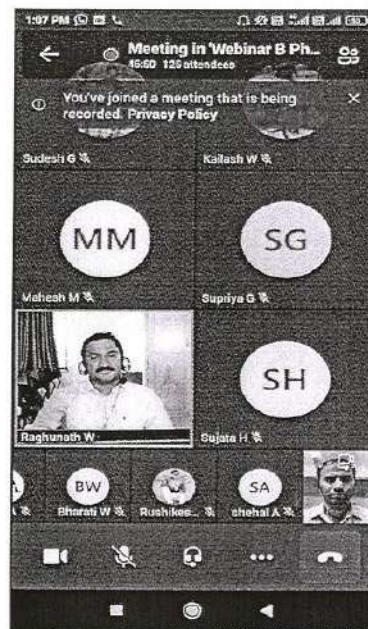 1:07 PM
Meeting in 'Webinar B Ph...
126 attendees
You've joined a meeting that is being
recorded. Privacy Policy
Sudesh G
Kailash W
MM
SG
Mahesh M
Supriya G
SH
Raghunath W
Sujata H
BW
SA
Bharati W
Rushikes...
shehal A